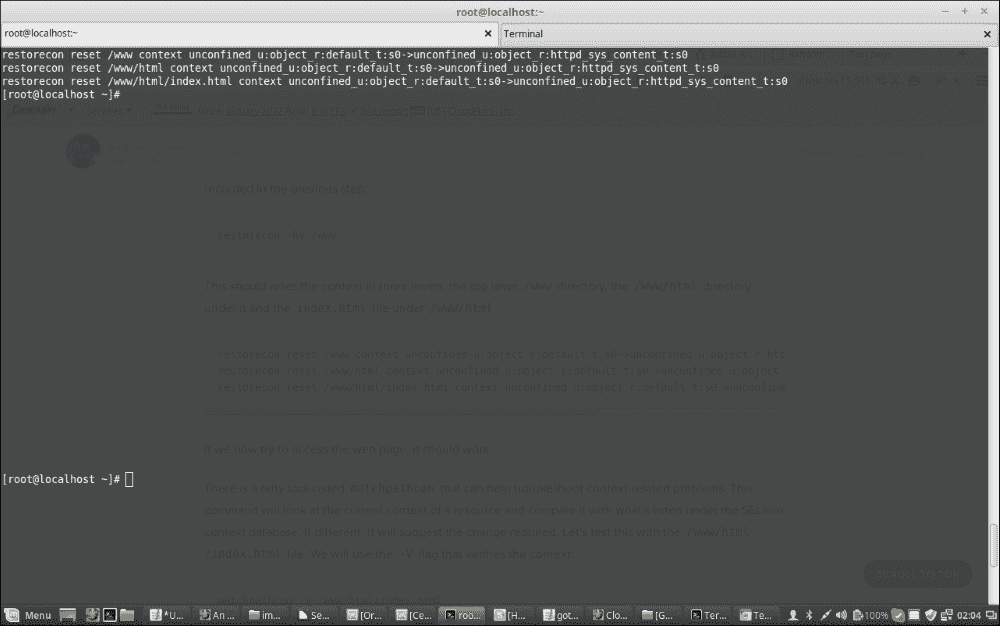 root@localhost:~
root@localhost:~
Terminal
restorecon reset /www context unconfined_u:object_r:default_t:s0->unconfined_u:object_r:httpd_sys_content_t:s0
restorecon reset /www/html context unconfined_u:object_r:default_t:s0->unconfined_u:object_r:httpd_sys_content_t:s0
restorecon reset /www/html/index.html context unconfined_u:object_r:default_t:s0->unconfined_u:object_r:httpd_sys_content_t:s0
[root@localhost ~]#
recorded in the previous step:
restorecon -Rv /www
This should reset the context in three levels: the top level /www directory, the /www/html directory
under it and the index.html file under /www/html:
restorecon reset /www context unconfined_u:object_r:default_t:s0->unconfined_u:object_r:htt
restorecon reset /www/html context unconfined_u:object_r:default_t:s0->unconfined_u:object
restorecon reset /www/html/index.html context unconfined_u:object_r:default_t:s0->unconfine
If we now try to access the web page, it should work.
[root@localhost ~]#
There is a nifty tool called matchpathcon that can help troubleshoot context-related problems. This
command will look at the current context of a resource and compare it with what's listed under the SELinux
context database. If different, it will suggest the change required. Let's test this with the /www/html
/index.html file. We will use the -V flag that verifies the context:
SCROLL TO TOP
matchpathcon -V /www/html/index.html
Menu
*U...
An ...
im...
Se...
[Or...
[Ce...
roo...
[H...
got...
Clo...
[G...
Ter...
Te...
100%
02:04